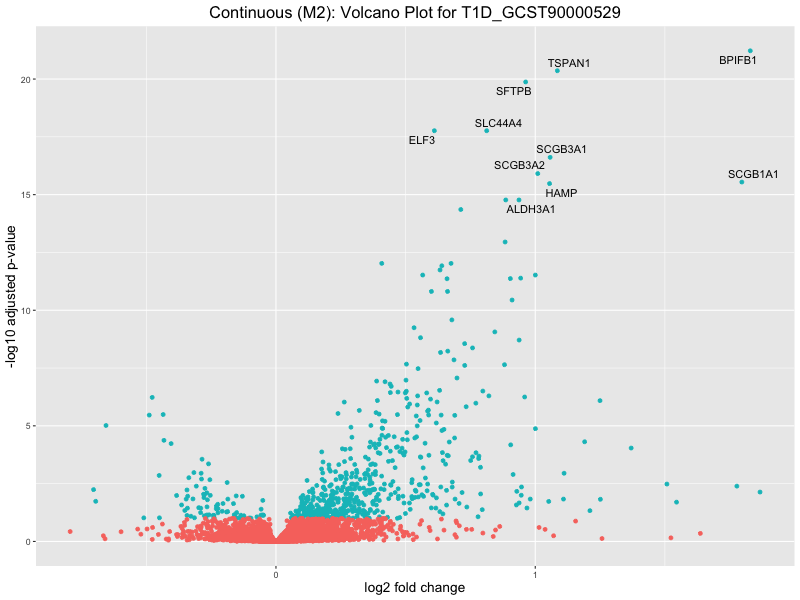 Continuous (M2): Volcano Plot for T1D_GCST90000529
BPIFB1
TSPAN1
SFTPB
SLC44A4
ELF3
SCGB3A1
SCGB3A2
SCGB1A1
HAMP
ALDH3A1
20
15
10
5
0
-log10 adjusted p-value
0
1
log2 fold change